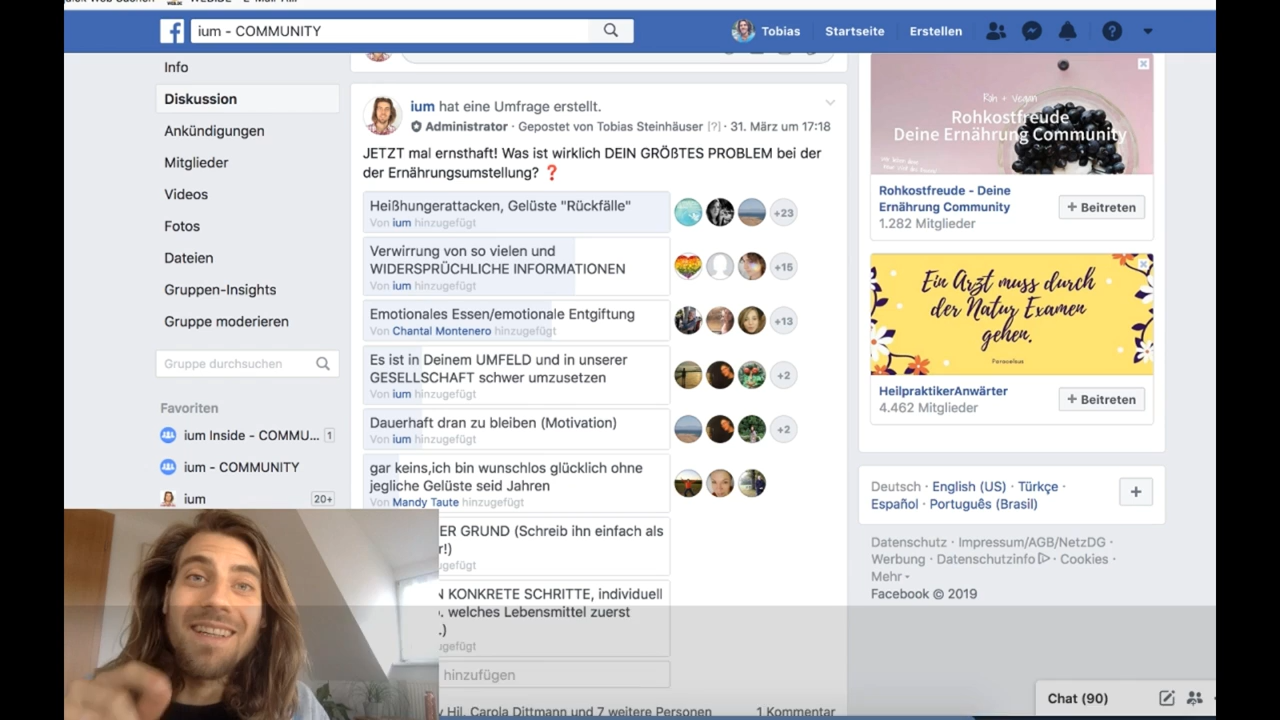 ium - COMMUNITY
Tobias
Startseite
Erstellen
Info
Diskussion
Ankündigungen
Mitglieder
Videos
Fotos
Dateien
Gruppen-Insights
Gruppe moderieren
Gruppe durchsuchen
Favoriten
ium Inside - COMMU... 1
ium - COMMUNITY
ium 20+
ium hat eine Umfrage erstellt.
Administrator · Gepostet von Tobias Steinhäuser [?] · 31. März um 17:18
JETZT mal ernsthaft! Was ist wirklich DEIN GRÖßTES PROBLEM bei der
der Ernährungsumstellung? ❓
Heißhungerattacken, Gelüste "Rückfälle"
Von ium hinzugefügt
+23
Verwirrung von so vielen und
WIDERSPRÜCHLICHE INFORMATIONEN
Von ium hinzugefügt
+15
Emotionales Essen/emotionale Entgiftung
Von Chantal Montenero hinzugefügt
+13
Es ist in Deinem UMFELD und in unserer
GESELLSCHAFT schwer umzusetzen
Von ium hinzugefügt
+2
Dauerhaft dran zu bleiben (Motivation)
Von ium hinzugefügt
+2
gar keins,ich bin wunschlos glücklich ohne
jegliche Gelüste seid Jahren
Von Mandy Taute hinzugefügt
ER GRUND (Schreib ihn einfach als
r!)
gefügt
N KONKRETE SCHRITTE, individuell
. welches Lebensmittel zuerst
.)
gefügt
hinzufügen
Hil, Carola Dittmann und 7 weitere Personen
1 Kommentar
Roh + Vegan
Rohkostfreude
Deine Ernährung Community
Rohkostfreude - Deine
Ernährung Community
1.282 Mitglieder
+ Beitreten
Ein Arzt muss durch
der Natur Examen
gehen.
Paracelsus
HeilpraktikerAnwärter
4.462 Mitglieder
+ Beitreten
Deutsch · English (US) · Türkçe ·
Español · Português (Brasil)
Datenschutz · Impressum/AGB/NetzDG ·
Werbung · Datenschutzinfo · Cookies ·
Mehr
Facebook © 2019
Chat (90)